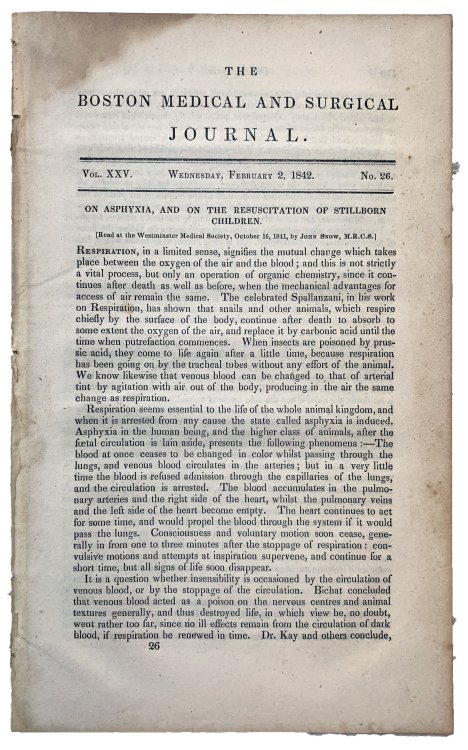 THE
BOSTON MEDICAL AND SURGICAL
JOURNAL.
VOL. XXV. WEDNESDAY, FEBRUARY 2, 1842. No. 26.
ON ASPHYXIA, AND ON THE RESUSCITATION OF STILLBORN
CHILDREN.
[Read at the Westminster Medical Society, October 16, 1841, by JOHN SNOW, M.R.C.S.]
RESPIRATION, in a limited sense, signifies the mutual change which takes
place between the oxygen of the air and the blood; and this is not strictly
a vital process, but only an operation of organic chemistry, since it con-
tinues after death as well as before, when the mechanical advantages for
access of air remain the same. The celebrated Spallanzani, in his work
on Respiration, has shown that snails and other animals, which respire
chiefly by the surface of the body, continue after death to absorb to
some extent the oxygen of the air, and replace it by carbonic acid until the
time when putrefaction commences. When insects are poisoned by prus-
sic acid, they come to life again after a little time, because respiration
has been going on by the tracheal tubes without any effort of the animal.
We know likewise that venous blood can be changed to that of arterial
tint by agitation with air out of the body, producing in the air the same
change as respiration.
Respiration seems essential to the life of the whole animal kingdom, and
when it is arrested from any cause the state called asphyxia is induced.
Asphyxia in the human being, and the higher class of animals, after the
fœtal circulation is lain aside, presents the following phenomena:—The
blood at once ceases to be changed in color whilst passing through the
lungs, and venous blood circulates in the arteries; but in a very little
time the blood is refused admission through the capillaries of the lungs,
and the circulation is arrested. The blood accumulates in the pulmo-
nary arteries and the right side of the heart, whilst the pulmonary veins
and the left side of the heart become empty. The heart continues to act
for some time, and would propel the blood through the system if it would
pass the lungs. Consciousness and voluntary motion soon cease, gene-
rally in from one to three minutes after the stoppage of respiration; con-
vulsive motions and attempts at inspiration supervene, and continue for a
short time, but all signs of life soon disappear.
It is a question whether insensibility is occasioned by the circulation of
venous blood, or by the stoppage of the circulation. Bichat concluded
that venous blood acted as a poison on the nervous centres and animal
textures generally, and thus destroyed life, in which view he, no doubt,
went rather too far, since no ill effects remain from the circulation of dark
blood, if respiration be renewed in time. Dr. Kay and others conclude,
26